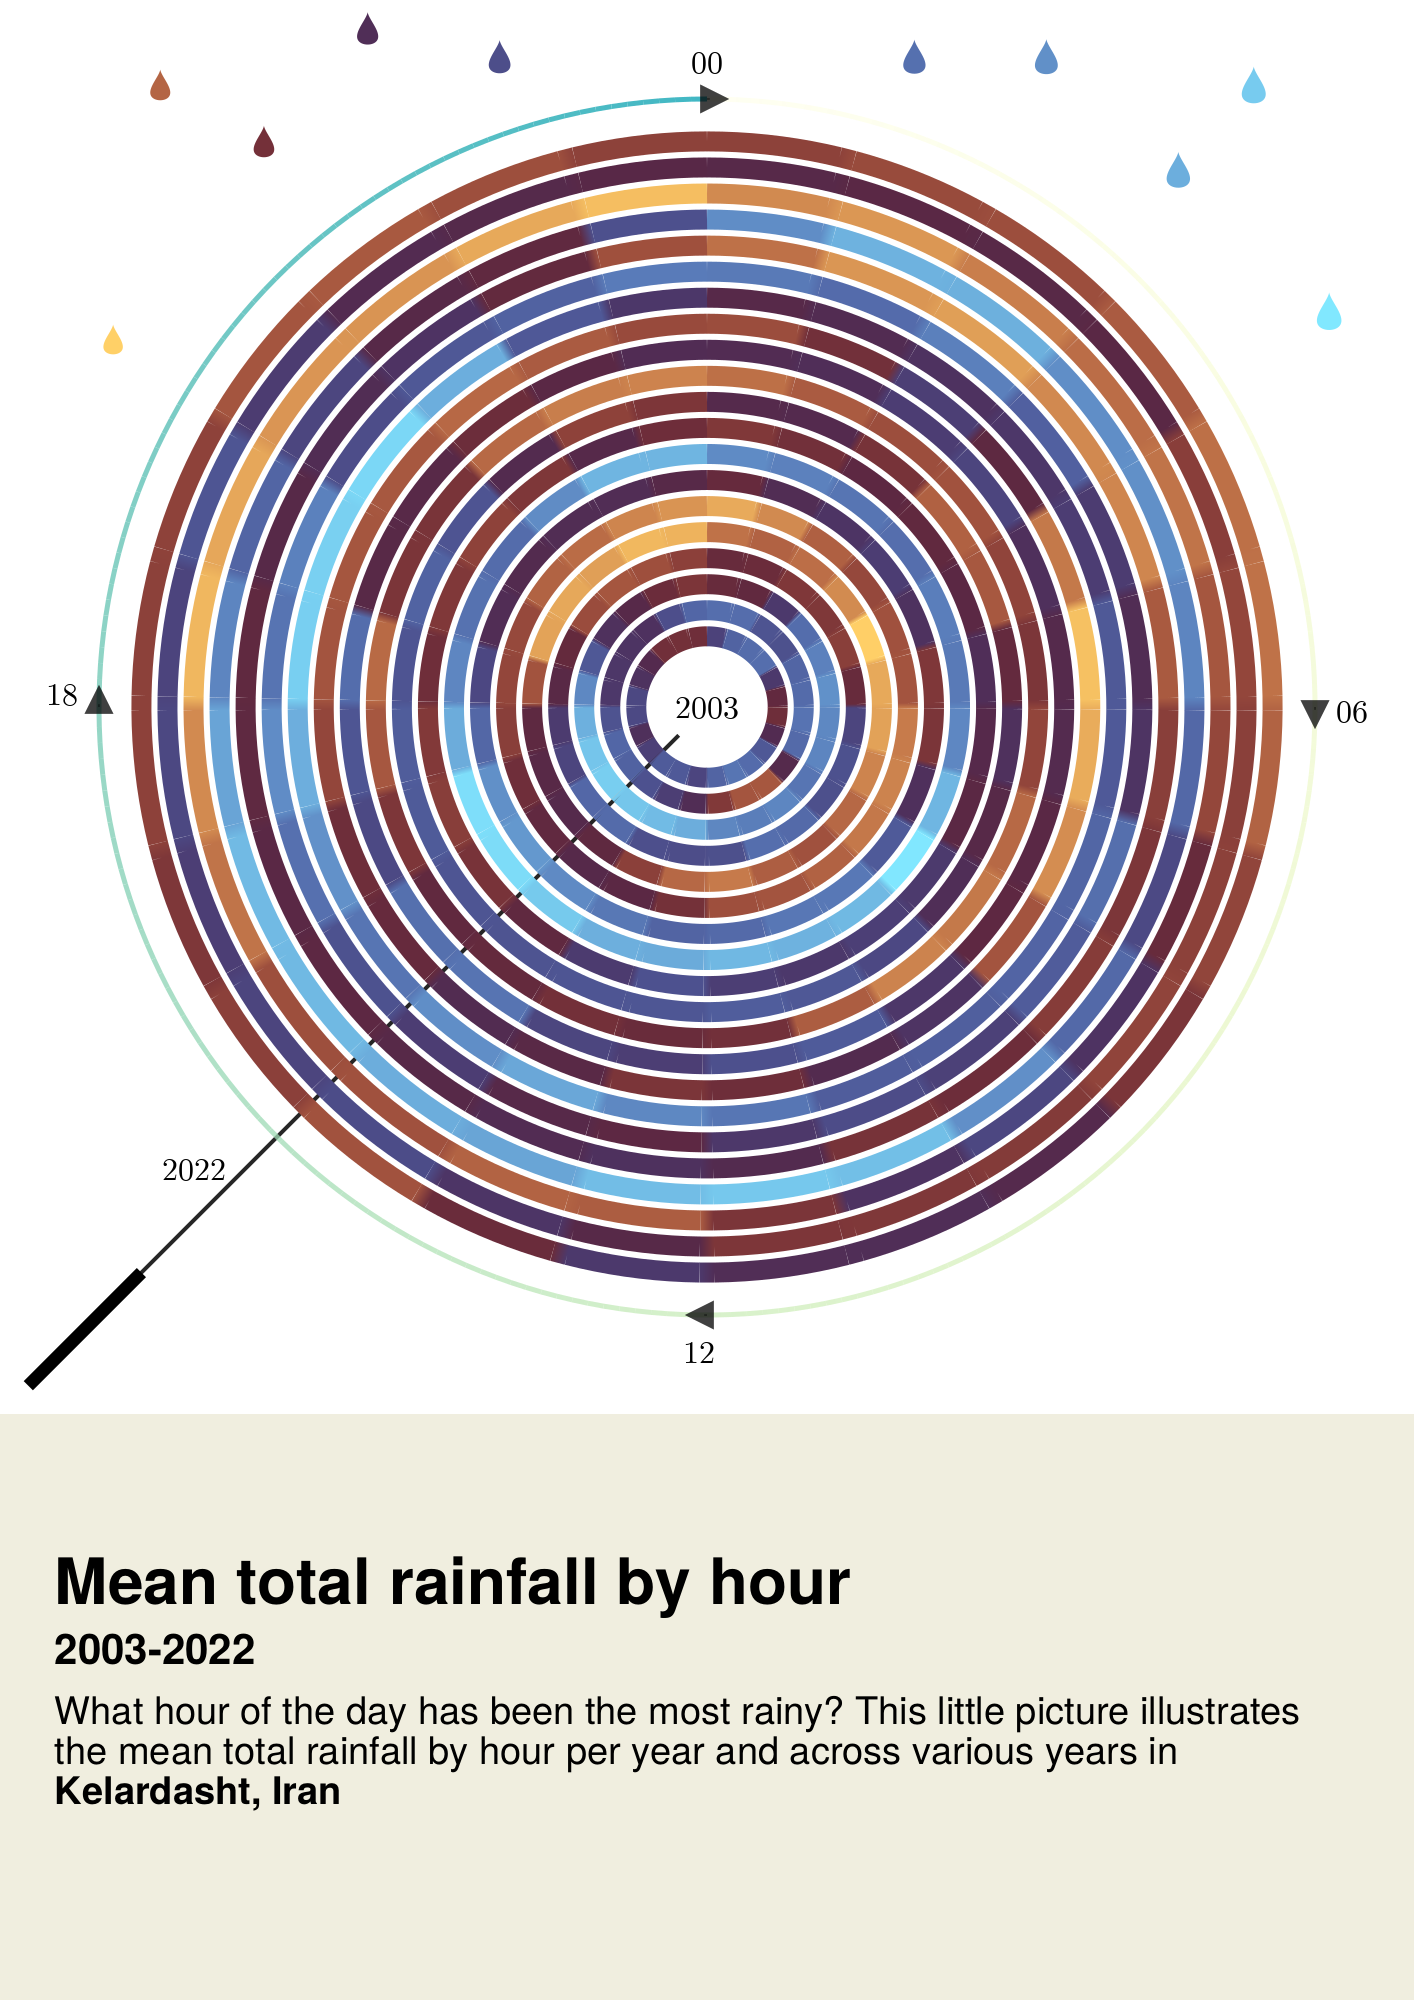 00
18
2003
06
2022
12
Mean total rainfall by hour
2003-2022
What hour of the day has been the most rainy? This little picture illustrates
the mean total rainfall by hour per year and across various years in
Kelardasht, Iran